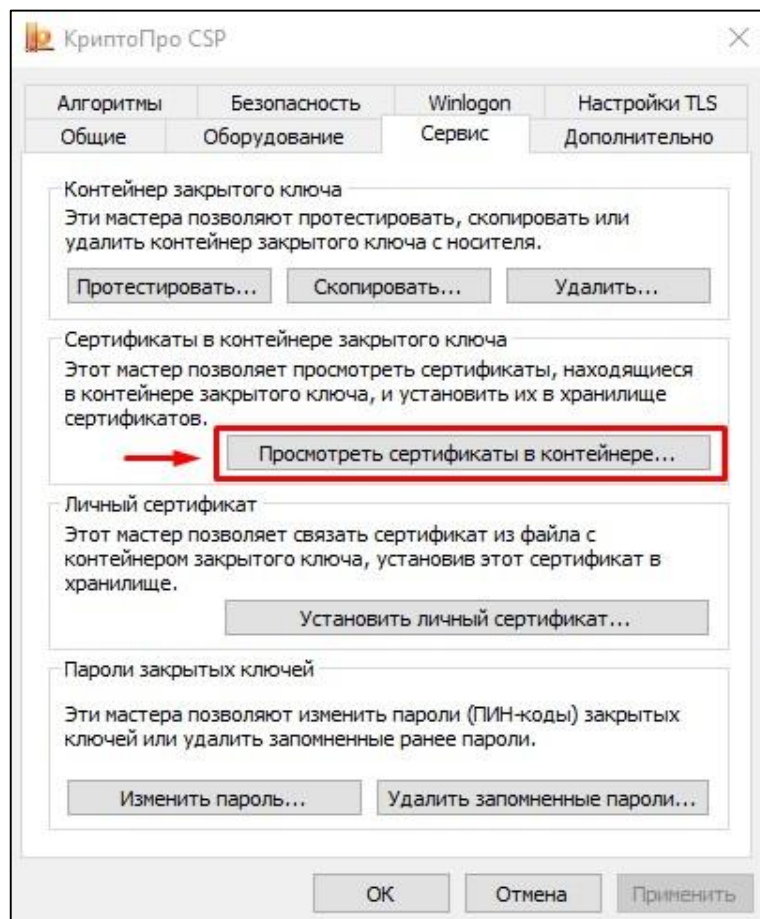 КриптоПро CSP
Алгоритмы Безопасность Winlogon Настройки TLS
Общие Оборудование Сервис Дополнительно
Контейнер закрытого ключа
Эти мастера позволяют протестировать, скопировать или
удалить контейнер закрытого ключа с носителя.
Протестировать... Скопировать... Удалить...
Сертификаты в контейнере закрытого ключа
Этот мастер позволяет просмотреть сертификаты, находящиеся
в контейнере закрытого ключа, и установить их в хранилище
сертификатов.
Просмотреть сертификаты в контейнере...
Личный сертификат
Этот мастер позволяет связать сертификат из файла с
контейнером закрытого ключа, установив этот сертификат в
хранилище.
Установить личный сертификат...
Пароли закрытых ключей
Эти мастера позволяют изменить пароли (ПИН-коды) закрытых
ключей или удалить запомненные ранее пароли.
Изменить пароль... Удалить запомненные пароли...
ОК Отмена Применить